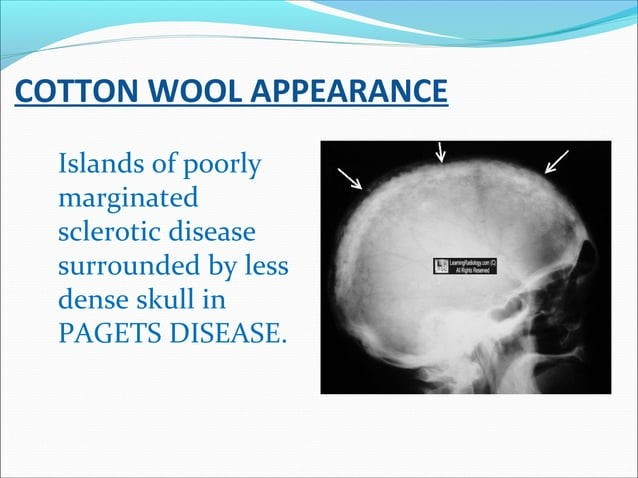 COTTON WOOL APPEARANCE
Islands of poorly
marginated
sclerotic disease
surrounded by less
dense skull in
PAGETS DISEASE.
LearningRadiology.com (C)
All Rights Reserved